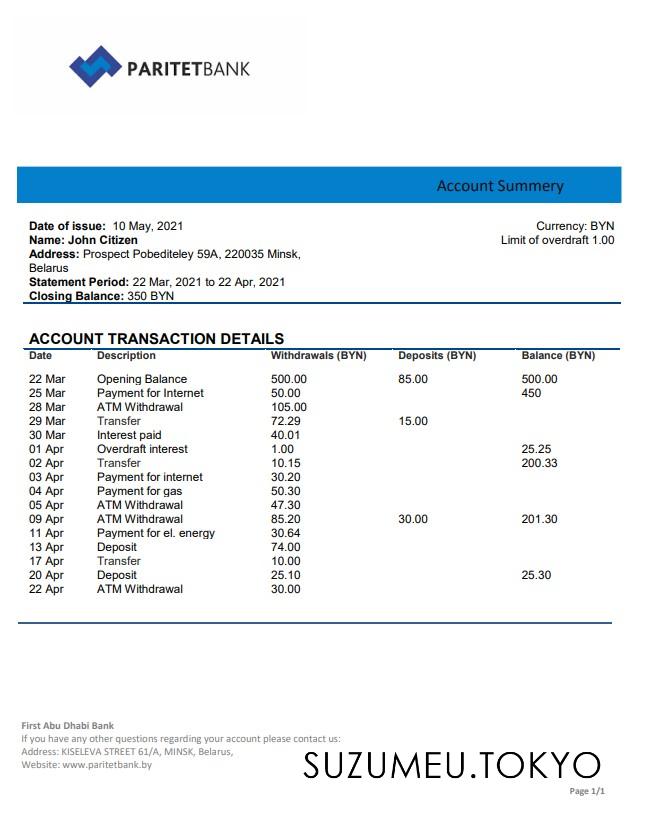 PARITETBANK
Account Summery
Date of issue: 10 May, 2021
Name: John Citizen
Address: Prospect Pobediteley 59A, 220035 Minsk,
Belarus
Statement Period: 22 Mar, 2021 to 22 Apr, 2021
Closing Balance: 350 BYN
Currency: BYN
Limit of overdraft 1.00
ACCOUNT TRANSACTION DETAILS
Date Description Withdrawals (BYN) Deposits (BYN) Balance (BYN)
22 Mar Opening Balance 500.00 85.00 500.00
25 Mar Payment for Internet 50.00 450
28 Mar ATM Withdrawal 105.00
29 Mar Transfer 72.29 15.00
30 Mar Interest paid 40.01
01 Apr Overdraft interest 1.00 25.25
02 Apr Transfer 10.15 200.33
03 Apr Payment for internet 30.20
04 Apr Payment for gas 50.30
05 Apr ATM Withdrawal 47.30
09 Apr ATM Withdrawal 85.20 30.00 201.30
11 Apr Payment for el. energy 30.64
13 Apr Deposit 74.00
17 Apr Transfer 10.00
20 Apr Deposit 25.10 25.30
22 Apr ATM Withdrawal 30.00
First Abu Dhabi Bank
If you have any other questions regarding your account please contact us:
Address: KISELEVA STREET 61/A, MINSK, Belarus,
Website: www.paritetbank.by
SUZUMEU.TOKYO
Page 1/1